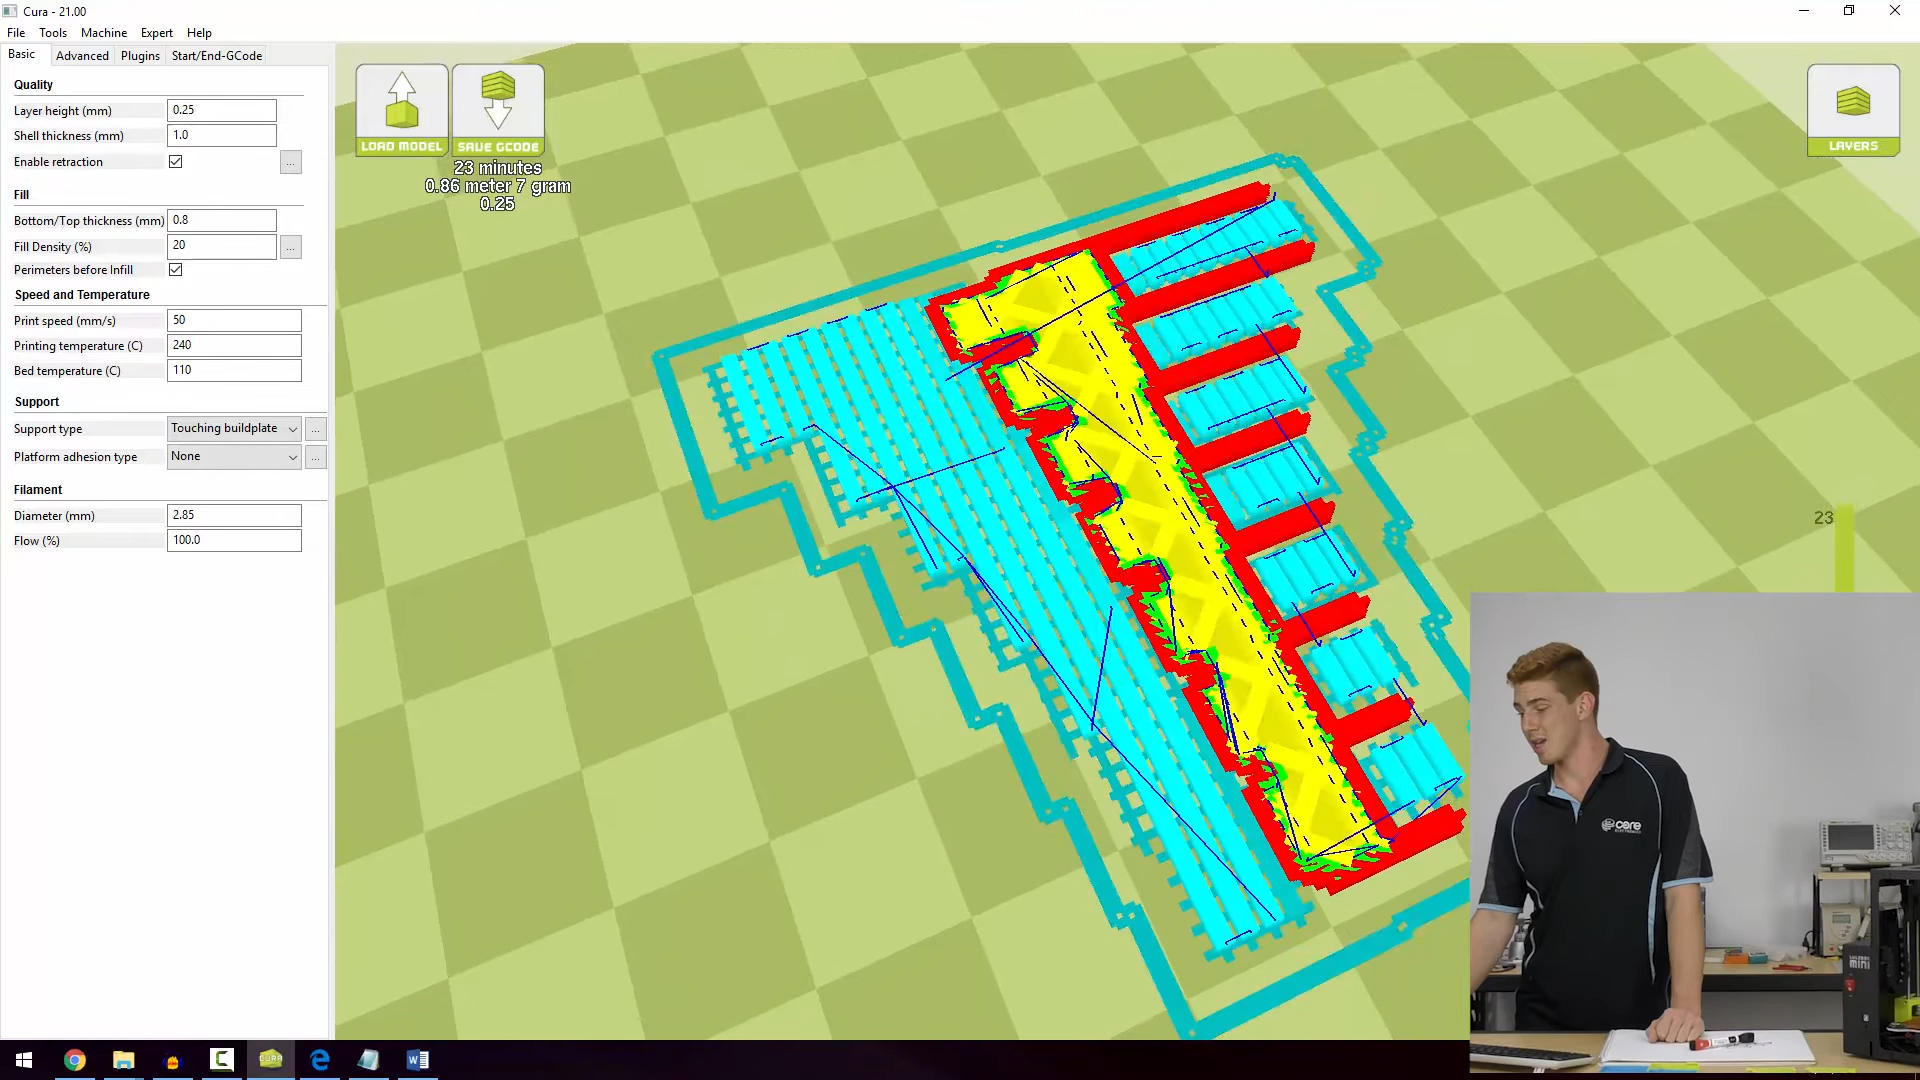 Cura - 21.00
File Tools Machine Expert Help
Basic Advanced Plugins Start/End-GCode
Quality
Layer height (mm) 0.25
Shell thickness (mm) 1.0
Enable retraction ...
Fill
Bottom/Top thickness (mm) 0.8
Fill Density (%) 20 ...
Perimeters before Infill
Speed and Temperature
Print speed (mm/s) 50
Printing temperature (C) 240
Bed temperature (C) 110
Support
Support type Touching buildplate ...
Platform adhesion type None ...
Filament
Diameter (mm) 2.85
Flow (%) 100.0
LOAD MODEL
SAVE GCODE
23 minutes
0.86 meter 7 gram
0.25
LAYERS
23
core
ELECTRONICS
LULZBOT
mini
CURA